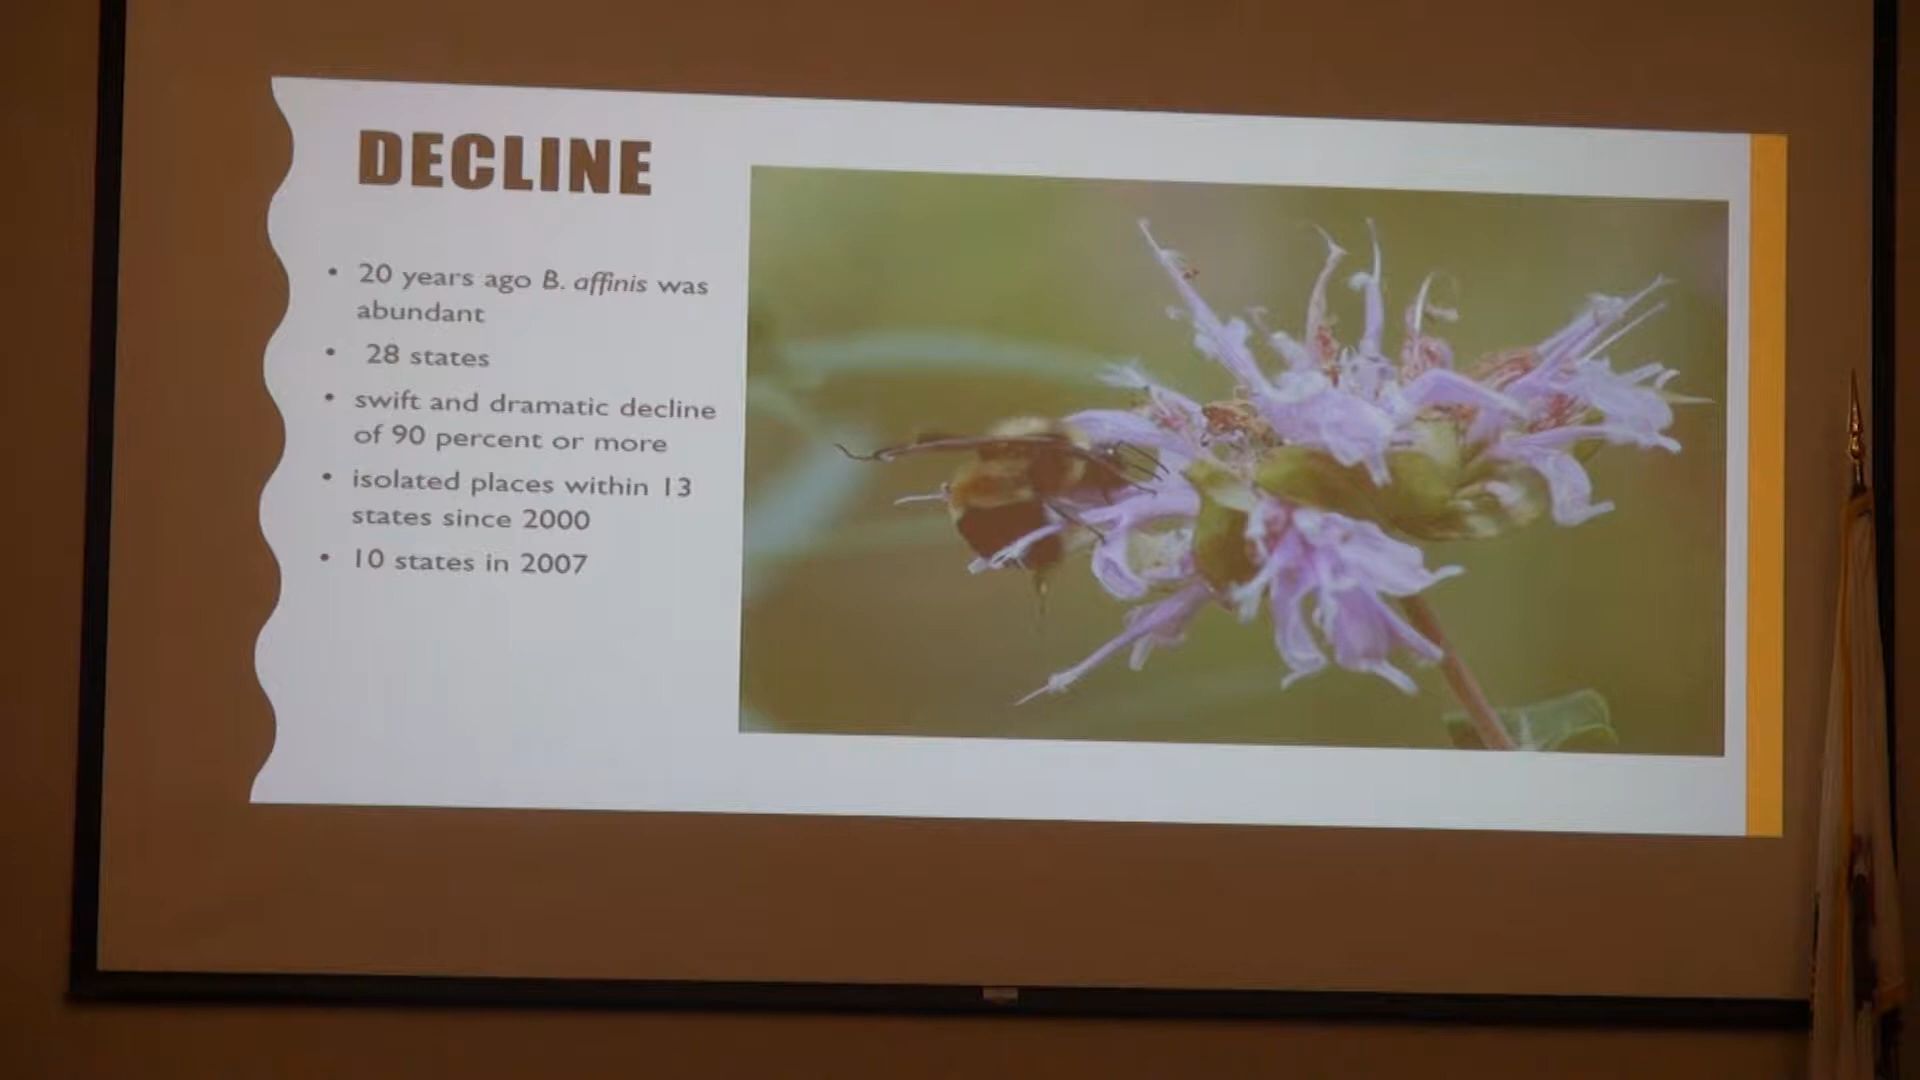 DECLINE
• 20 years ago B. affinis was
abundant
• 28 states
• swift and dramatic decline
of 90 percent or more
• isolated places within 13
states since 2000
• 10 states in 2007